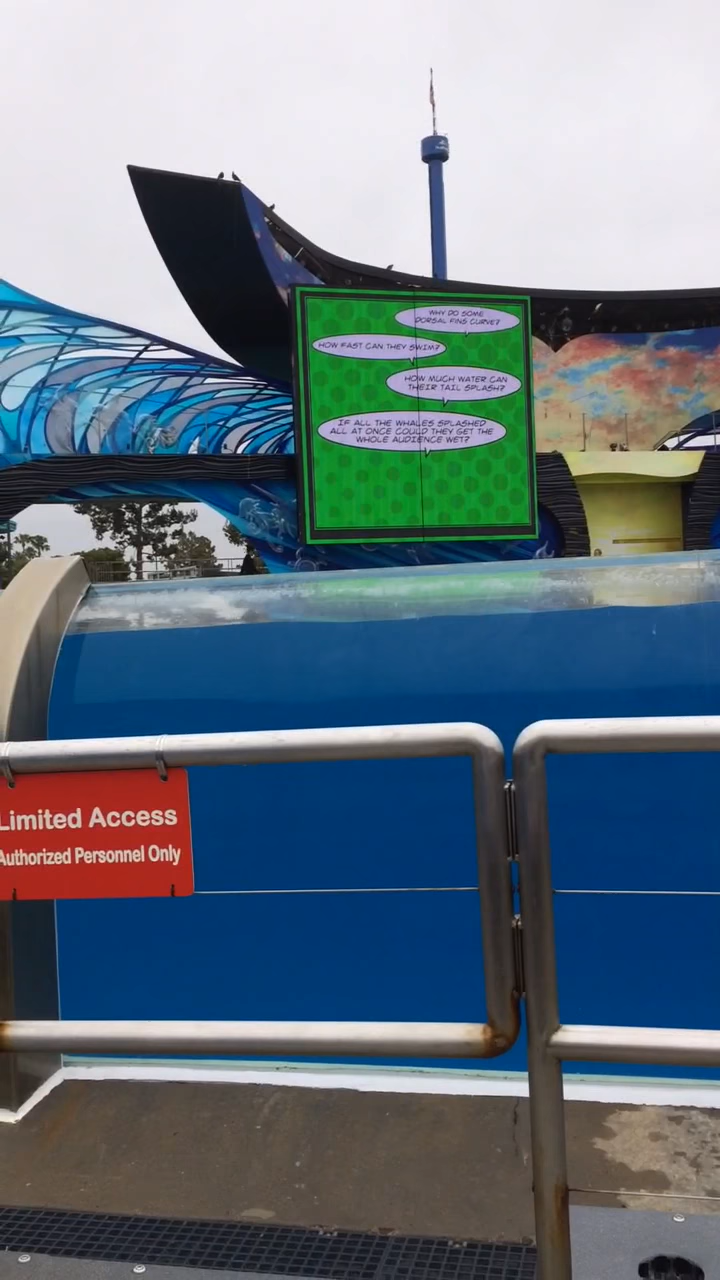 WHY DO SOME
DORSAL FINS CURVE?
HOW FAST CAN THEY SWIM?
HOW MUCH WATER CAN
THEIR TAIL SPLASH?
IF ALL THE WHALES SPLASHED
ALL AT ONCE COULD THEY GET THE
WHOLE AUDIENCE WET?
Limited Access
Authorized Personnel Only